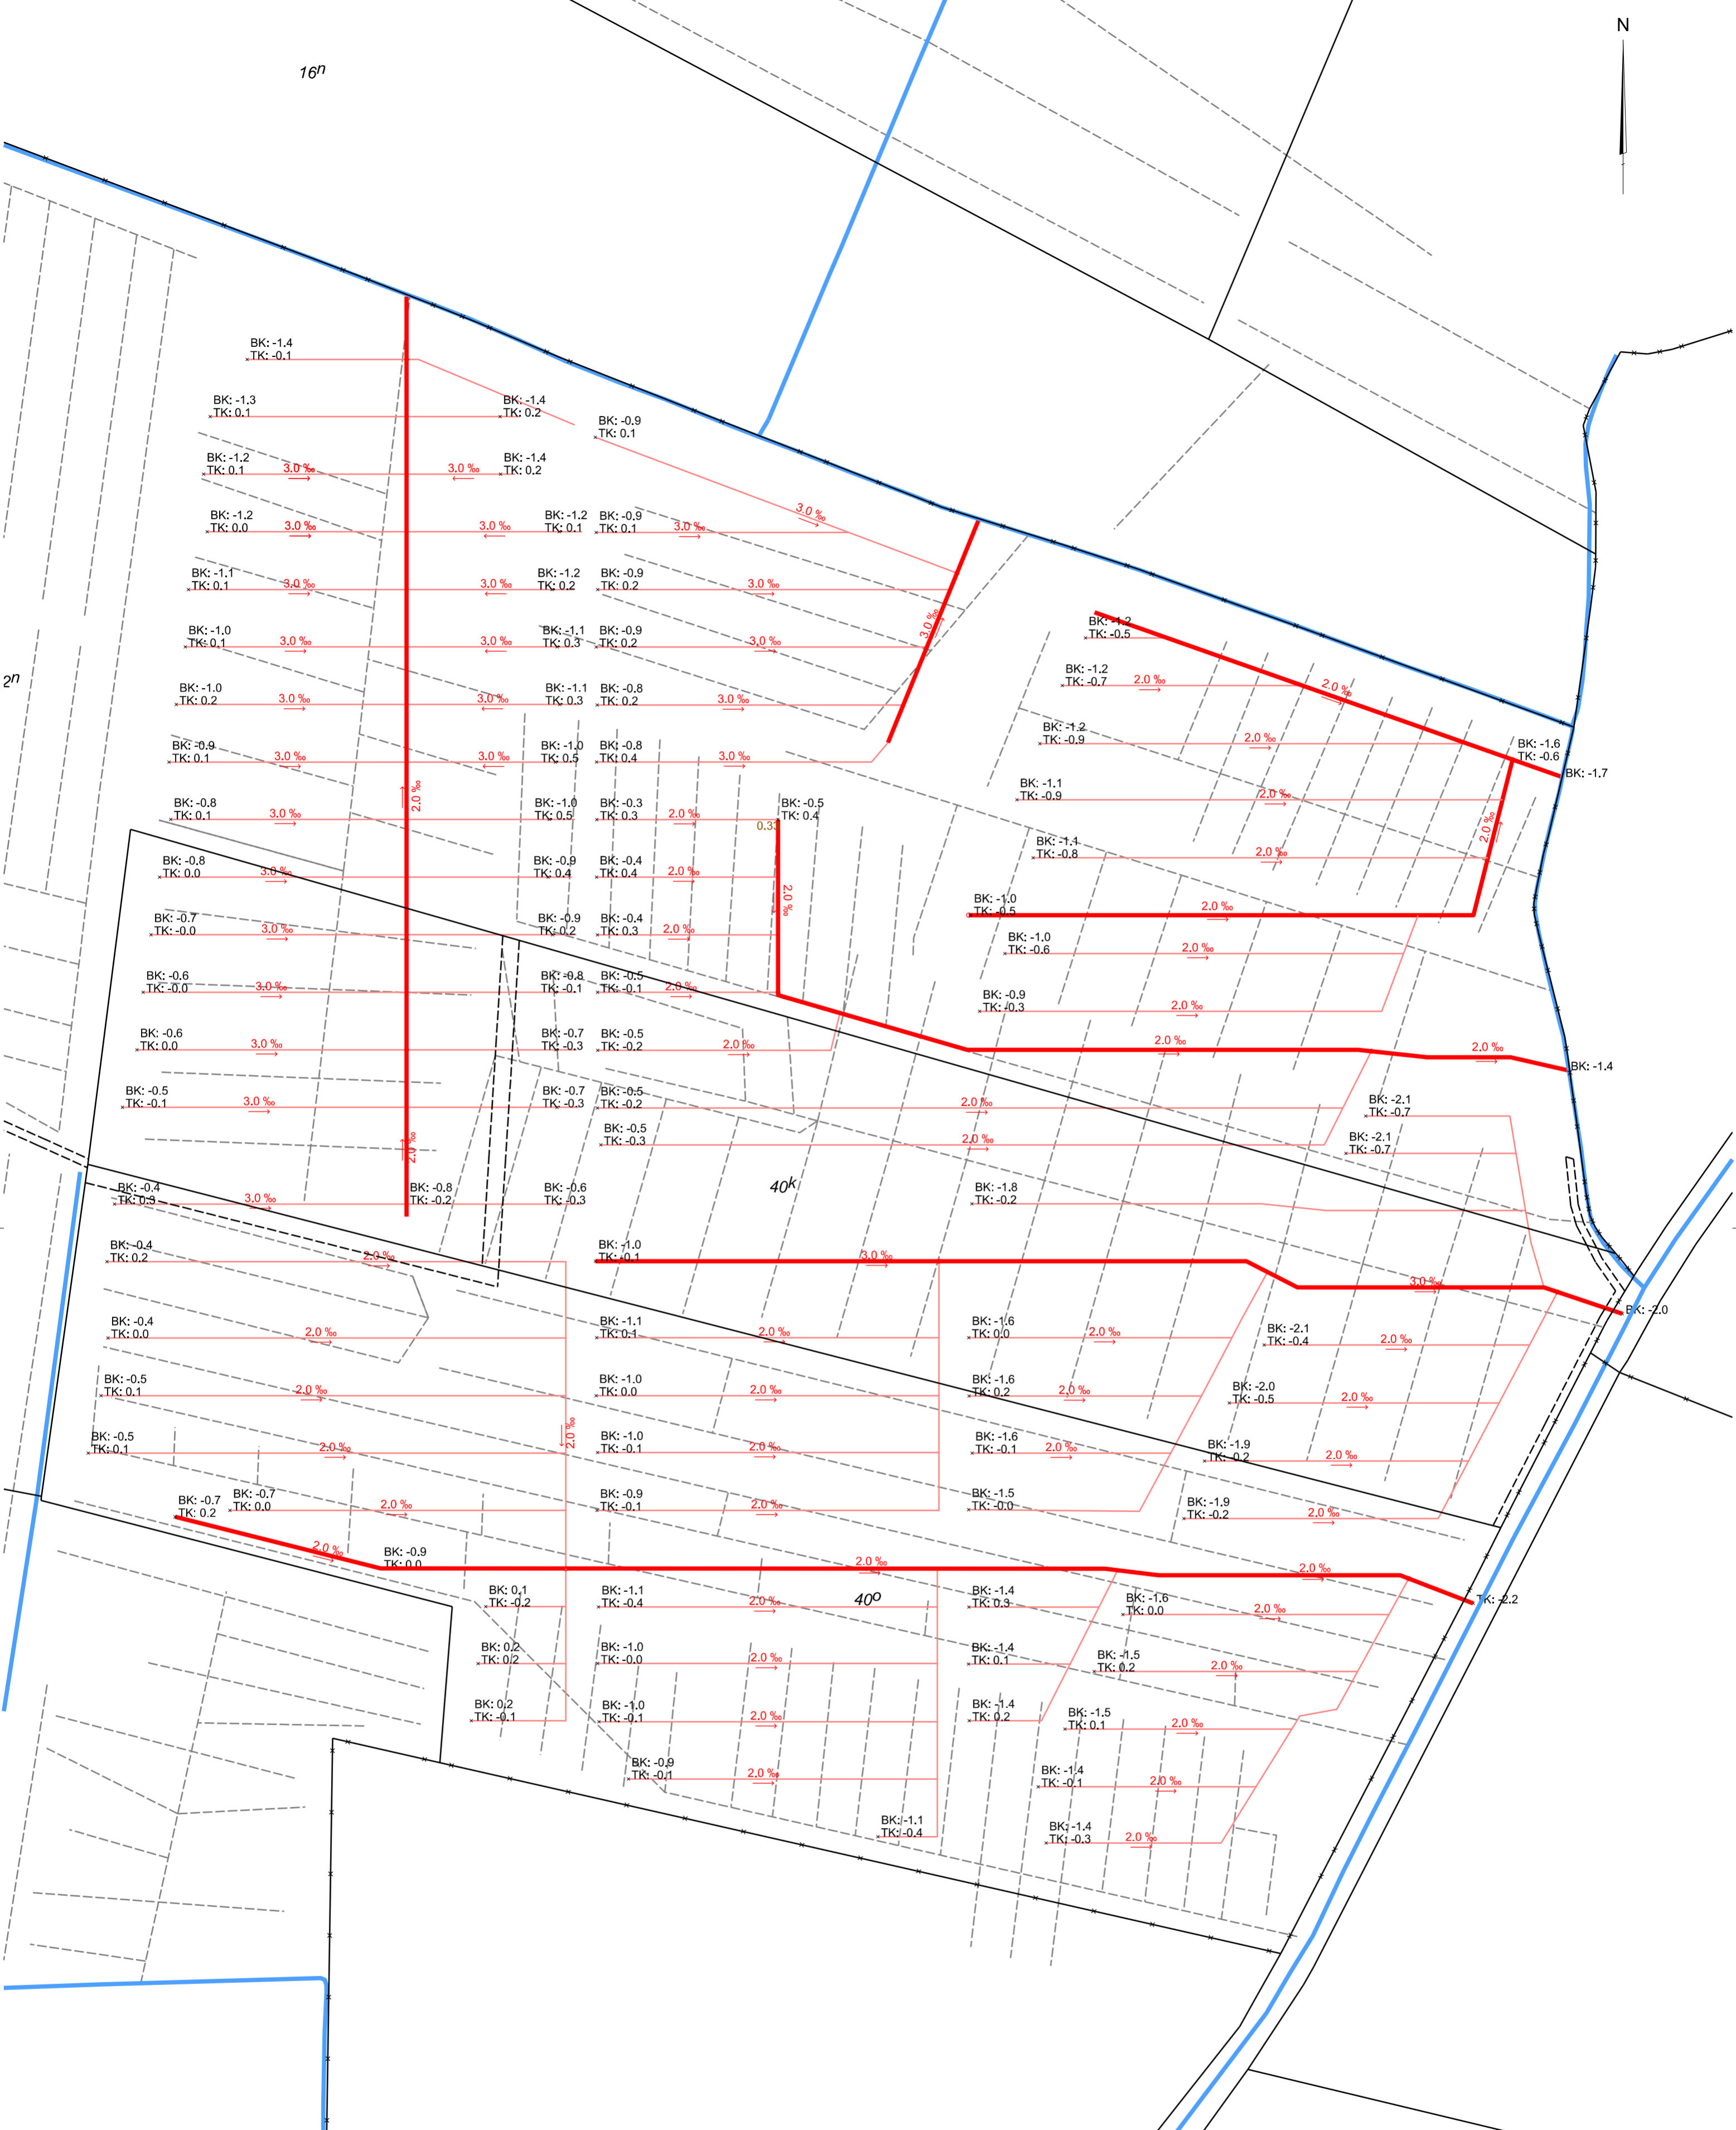 N
16n
BK: -1.4
TK: -0.1
BK: -1.3
TK: 0.1
BK: -1.4
TK: 0.2
BK: -0.9
TK: 0.1
BK: -1.2
TK: 0.1
3.0 ‰
3.0 ‰
BK: -1.4
TK: 0.2
3.0 ‰
BK: -1.2
TK: 0.0
3.0 ‰
3.0 ‰
BK: -1.2
TK: 0.1
BK: -0.9
TK: 0.1
3.0 ‰
BK: -1.1
TK: 0.1
3.0 ‰
3.0 ‰
BK: -1.2
TK: 0.2
BK: -0.9
TK: 0.2
3.0 ‰
BK: -1.0
TK: 0.1
3.0 ‰
3.0 ‰
BK: -1.1
TK: 0.3
BK: -0.9
TK: 0.2
3.0 ‰
3.0 ‰
BK: -1.2
TK: -0.5
2n
BK: -1.0
TK: 0.2
3.0 ‰
3.0 ‰
BK: -1.1
TK: 0.3
BK: -0.8
TK: 0.2
3.0 ‰
BK: -1.2
TK: -0.7
2.0 ‰
2.0 ‰
BK: -0.9
TK: 0.1
3.0 ‰
3.0 ‰
BK: -1.0
TK: 0.5
BK: -0.8
TK: 0.4
3.0 ‰
BK: -1.2
TK: -0.9
2.0 ‰
BK: -1.6
TK: -0.6
BK: -1.7
2.0 ‰
BK: -0.8
TK: 0.1
3.0 ‰
BK: -1.0
TK: 0.5
BK: -0.3
TK: 0.3
2.0 ‰
BK: -0.5
TK: 0.4
0.33
BK: -1.1
TK: -0.9
2.0 ‰
2.0 ‰
BK: -0.8
TK: 0.0
3.0 ‰
BK: -0.9
TK: 0.4
BK: -0.4
TK: 0.4
2.0 ‰
2.0 ‰
BK: -1.1
TK: -0.8
2.0 ‰
BK: -0.7
TK: -0.0
3.0 ‰
BK: -0.9
TK: 0.2
BK: -0.4
TK: 0.3
2.0 ‰
BK: -1.0
TK: -0.5
2.0 ‰
BK: -1.0
TK: -0.6
2.0 ‰
BK: -0.6
TK: -0.0
3.0 ‰
BK: -0.8
TK: -0.1
BK: -0.5
TK: -0.1
2.0 ‰
BK: -0.9
TK: -0.3
2.0 ‰
BK: -0.6
TK: 0.0
3.0 ‰
BK: -0.7
TK: -0.3
BK: -0.5
TK: -0.2
2.0 ‰
2.0 ‰
2.0 ‰
BK: -1.4
BK: -0.5
TK: -0.1
3.0 ‰
BK: -0.7
TK: -0.3
BK: -0.5
TK: -0.2
2.0 ‰
BK: -2.1
TK: -0.7
2.0 ‰
BK: -0.5
TK: -0.3
2.0 ‰
BK: -2.1
TK: -0.7
40k
BK: -0.4
TK: 0.3
3.0 ‰
BK: -0.8
TK: -0.2
BK: -0.6
TK: -0.3
BK: -1.8
TK: -0.2
BK: -0.4
TK: 0.2
2.0 ‰
BK: -1.0
TK: -0.1
3.0 ‰
3.0 ‰
BK: -2.0
BK: -0.4
TK: 0.0
2.0 ‰
BK: -1.1
TK: 0.1
2.0 ‰
BK: -1.6
TK: 0.0
2.0 ‰
BK: -2.1
TK: -0.4
2.0 ‰
BK: -0.5
TK: 0.1
2.0 ‰
BK: -1.0
TK: 0.0
2.0 ‰
BK: -1.6
TK: 0.2
2.0 ‰
BK: -2.0
TK: -0.5
2.0 ‰
BK: -0.5
TK: 0.1
2.0 ‰
2.0 ‰
BK: -1.0
TK: -0.1
2.0 ‰
BK: -1.6
TK: -0.1
2.0 ‰
BK: -1.9
TK: -0.2
2.0 ‰
BK: -0.7
TK: 0.2
BK: -0.7
TK: 0.0
2.0 ‰
BK: -0.9
TK: -0.1
2.0 ‰
BK: -1.5
TK: -0.0
BK: -1.9
TK: -0.2
2.0 ‰
2.0 ‰
BK: -0.9
TK: 0.0
2.0 ‰
2.0 ‰
BK: 0.1
TK: -0.2
BK: -1.1
TK: -0.4
2.0 ‰
40o
BK: -1.4
TK: 0.3
BK: -1.6
TK: 0.0
2.0 ‰
TK: -2.2
BK: 0.2
TK: 0.2
BK: -1.0
TK: -0.0
2.0 ‰
BK: -1.4
TK: 0.1
BK: -1.5
TK: 0.2
2.0 ‰
BK: 0.2
TK: -0.1
BK: -1.0
TK: -0.1
2.0 ‰
BK: -1.4
TK: 0.2
BK: -1.5
TK: 0.1
2.0 ‰
BK: -0.9
TK: -0.1
2.0 ‰
BK: -1.4
TK: -0.1
2.0 ‰
BK: -1.1
TK: -0.4
BK: -1.4
TK: -0.3
2.0 ‰